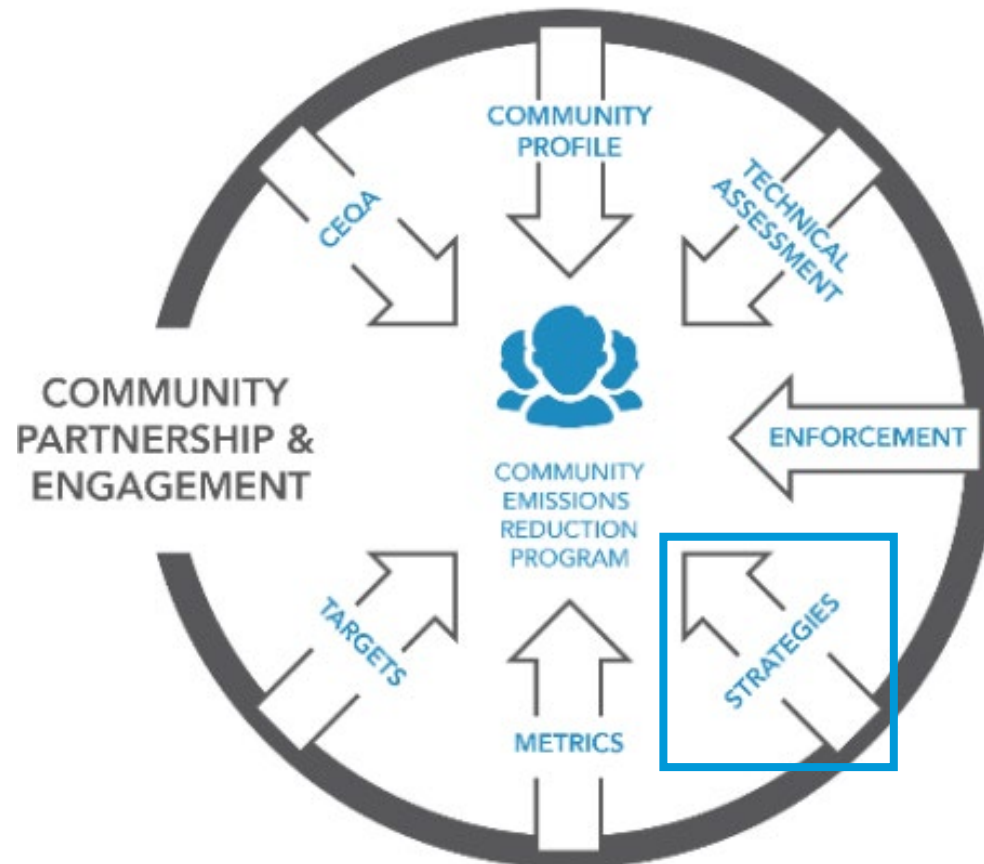 COMMUNITY
PROFILE
CEQA
TECHNICAL
ASSESSMENT
COMMUNITY
PARTNERSHIP &
ENGAGEMENT
ENFORCEMENT
COMMUNITY
EMISSIONS
REDUCTION
PROGRAM
TARGETS
STRATEGIES
METRICS